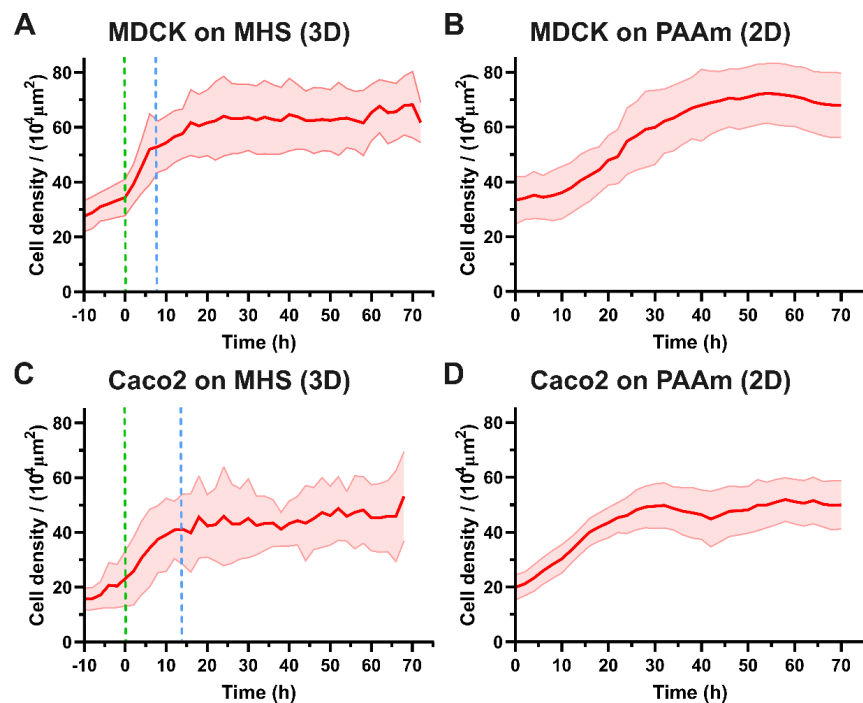 A MDCK on MHS (3D)
Cell density / (10⁴μm²)
80
60
40
20
0
-10 0 10 20 30 40 50 60 70
Time (h)
B MDCK on PAAm (2D)
Cell density / (10⁴μm²)
80
60
40
20
0
0 10 20 30 40 50 60 70
Time (h)
C Caco2 on MHS (3D)
Cell density / (10⁴μm²)
80
60
40
20
0
-10 0 10 20 30 40 50 60 70
Time (h)
D Caco2 on PAAm (2D)
Cell density / (10⁴μm²)
80
60
40
20
0
0 10 20 30 40 50 60 70
Time (h)